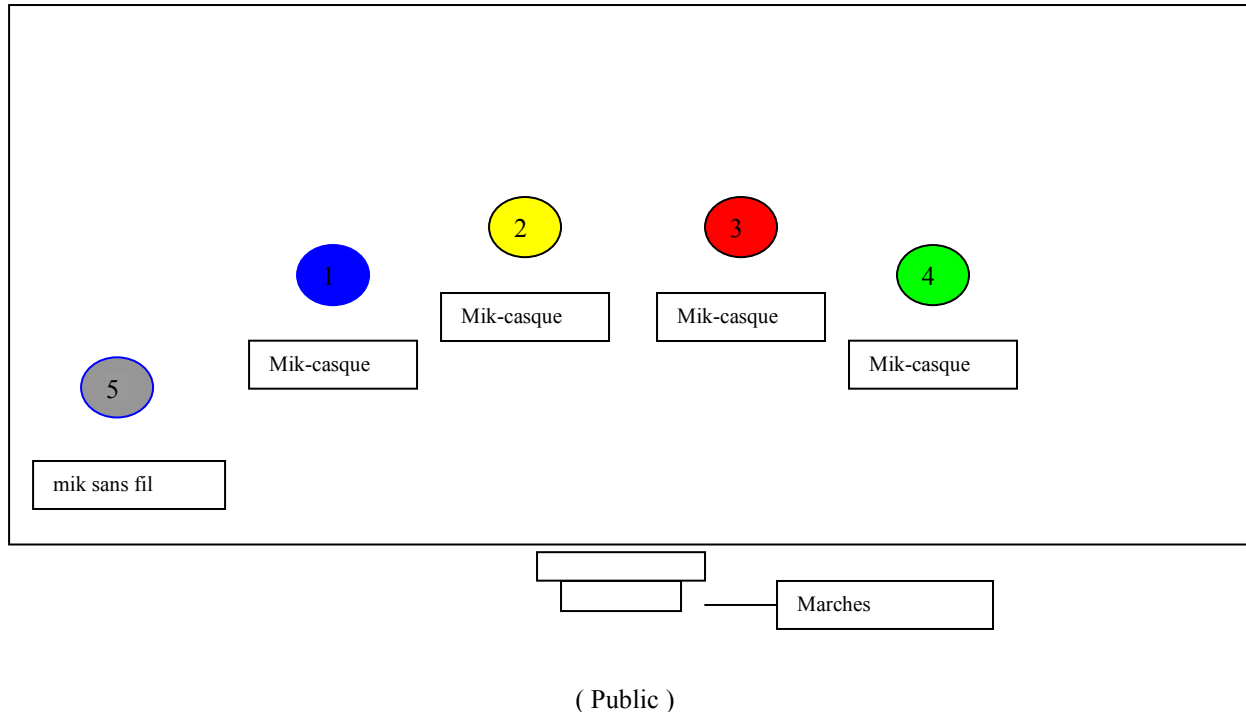 2
3
1
4
Mik-casque
Mik-casque
Mik-casque
Mik-casque
5
mik sans fil
Marches
( Public )